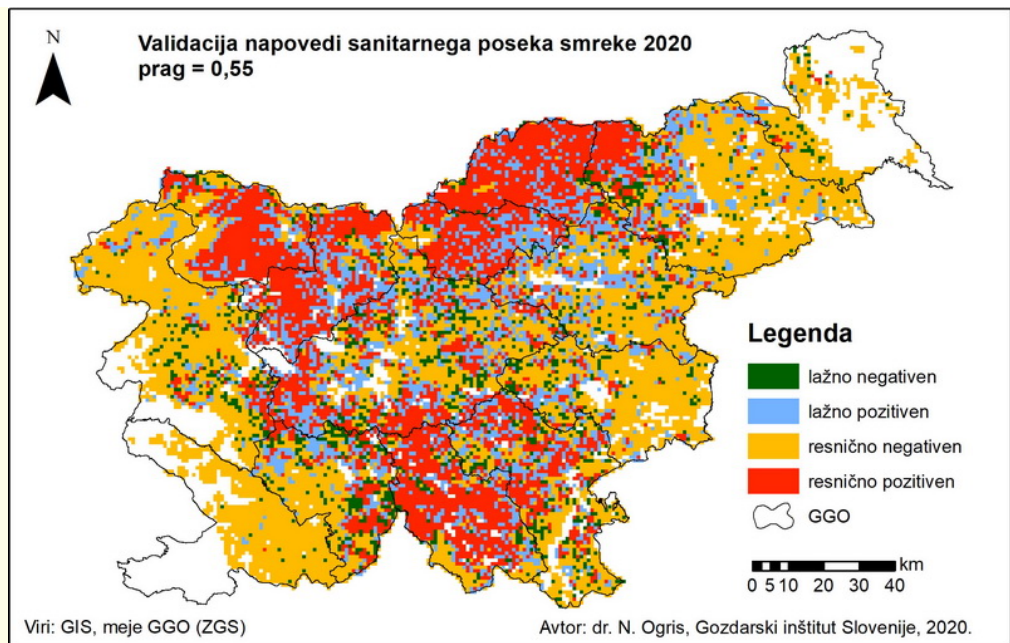 N
Validacija napovedi sanitarnega poseka smreke 2020
prag = 0,55
Legenda
lažno negativen
lažno pozitiven
resnično negativen
resnično pozitiven
GGO
km
0 5 10 20 30 40
Viri: GIS, meje GGO (ZGS)
Avtor: dr. N. Ogris, Gozdarski inštitut Slovenije, 2020.